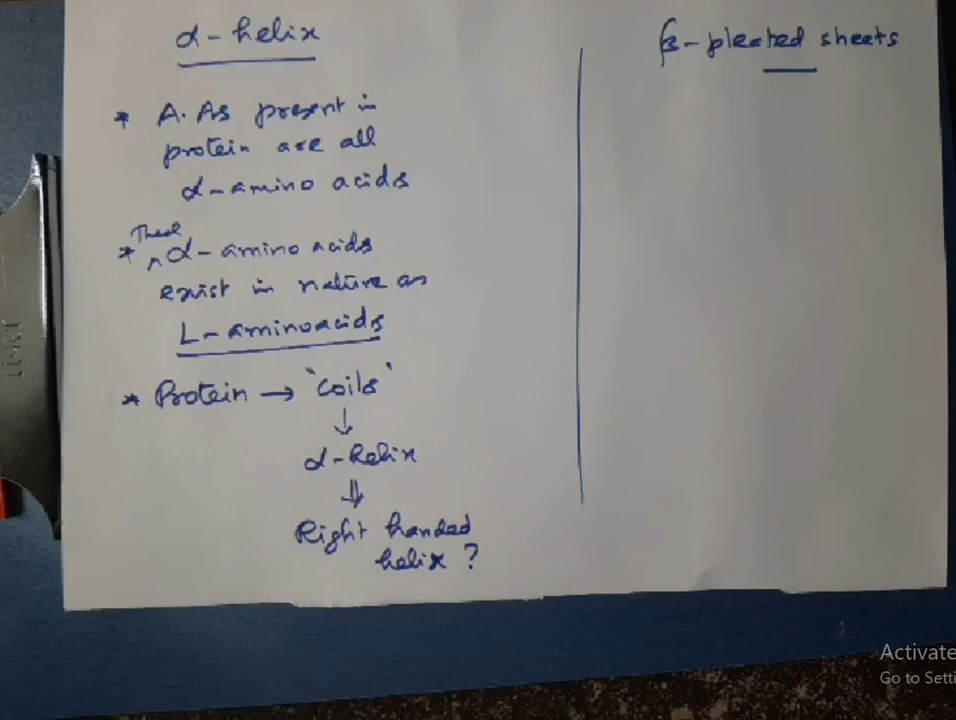 α-helix
* A.As present in
protein are all
α-amino acids
* These α-amino acids
exist in nature as
L-aminoacids
* Protein → "coils"
↓
α-helix
⇓
Right handed
helix ?
β-pleated sheets
Activate
Go to Setti